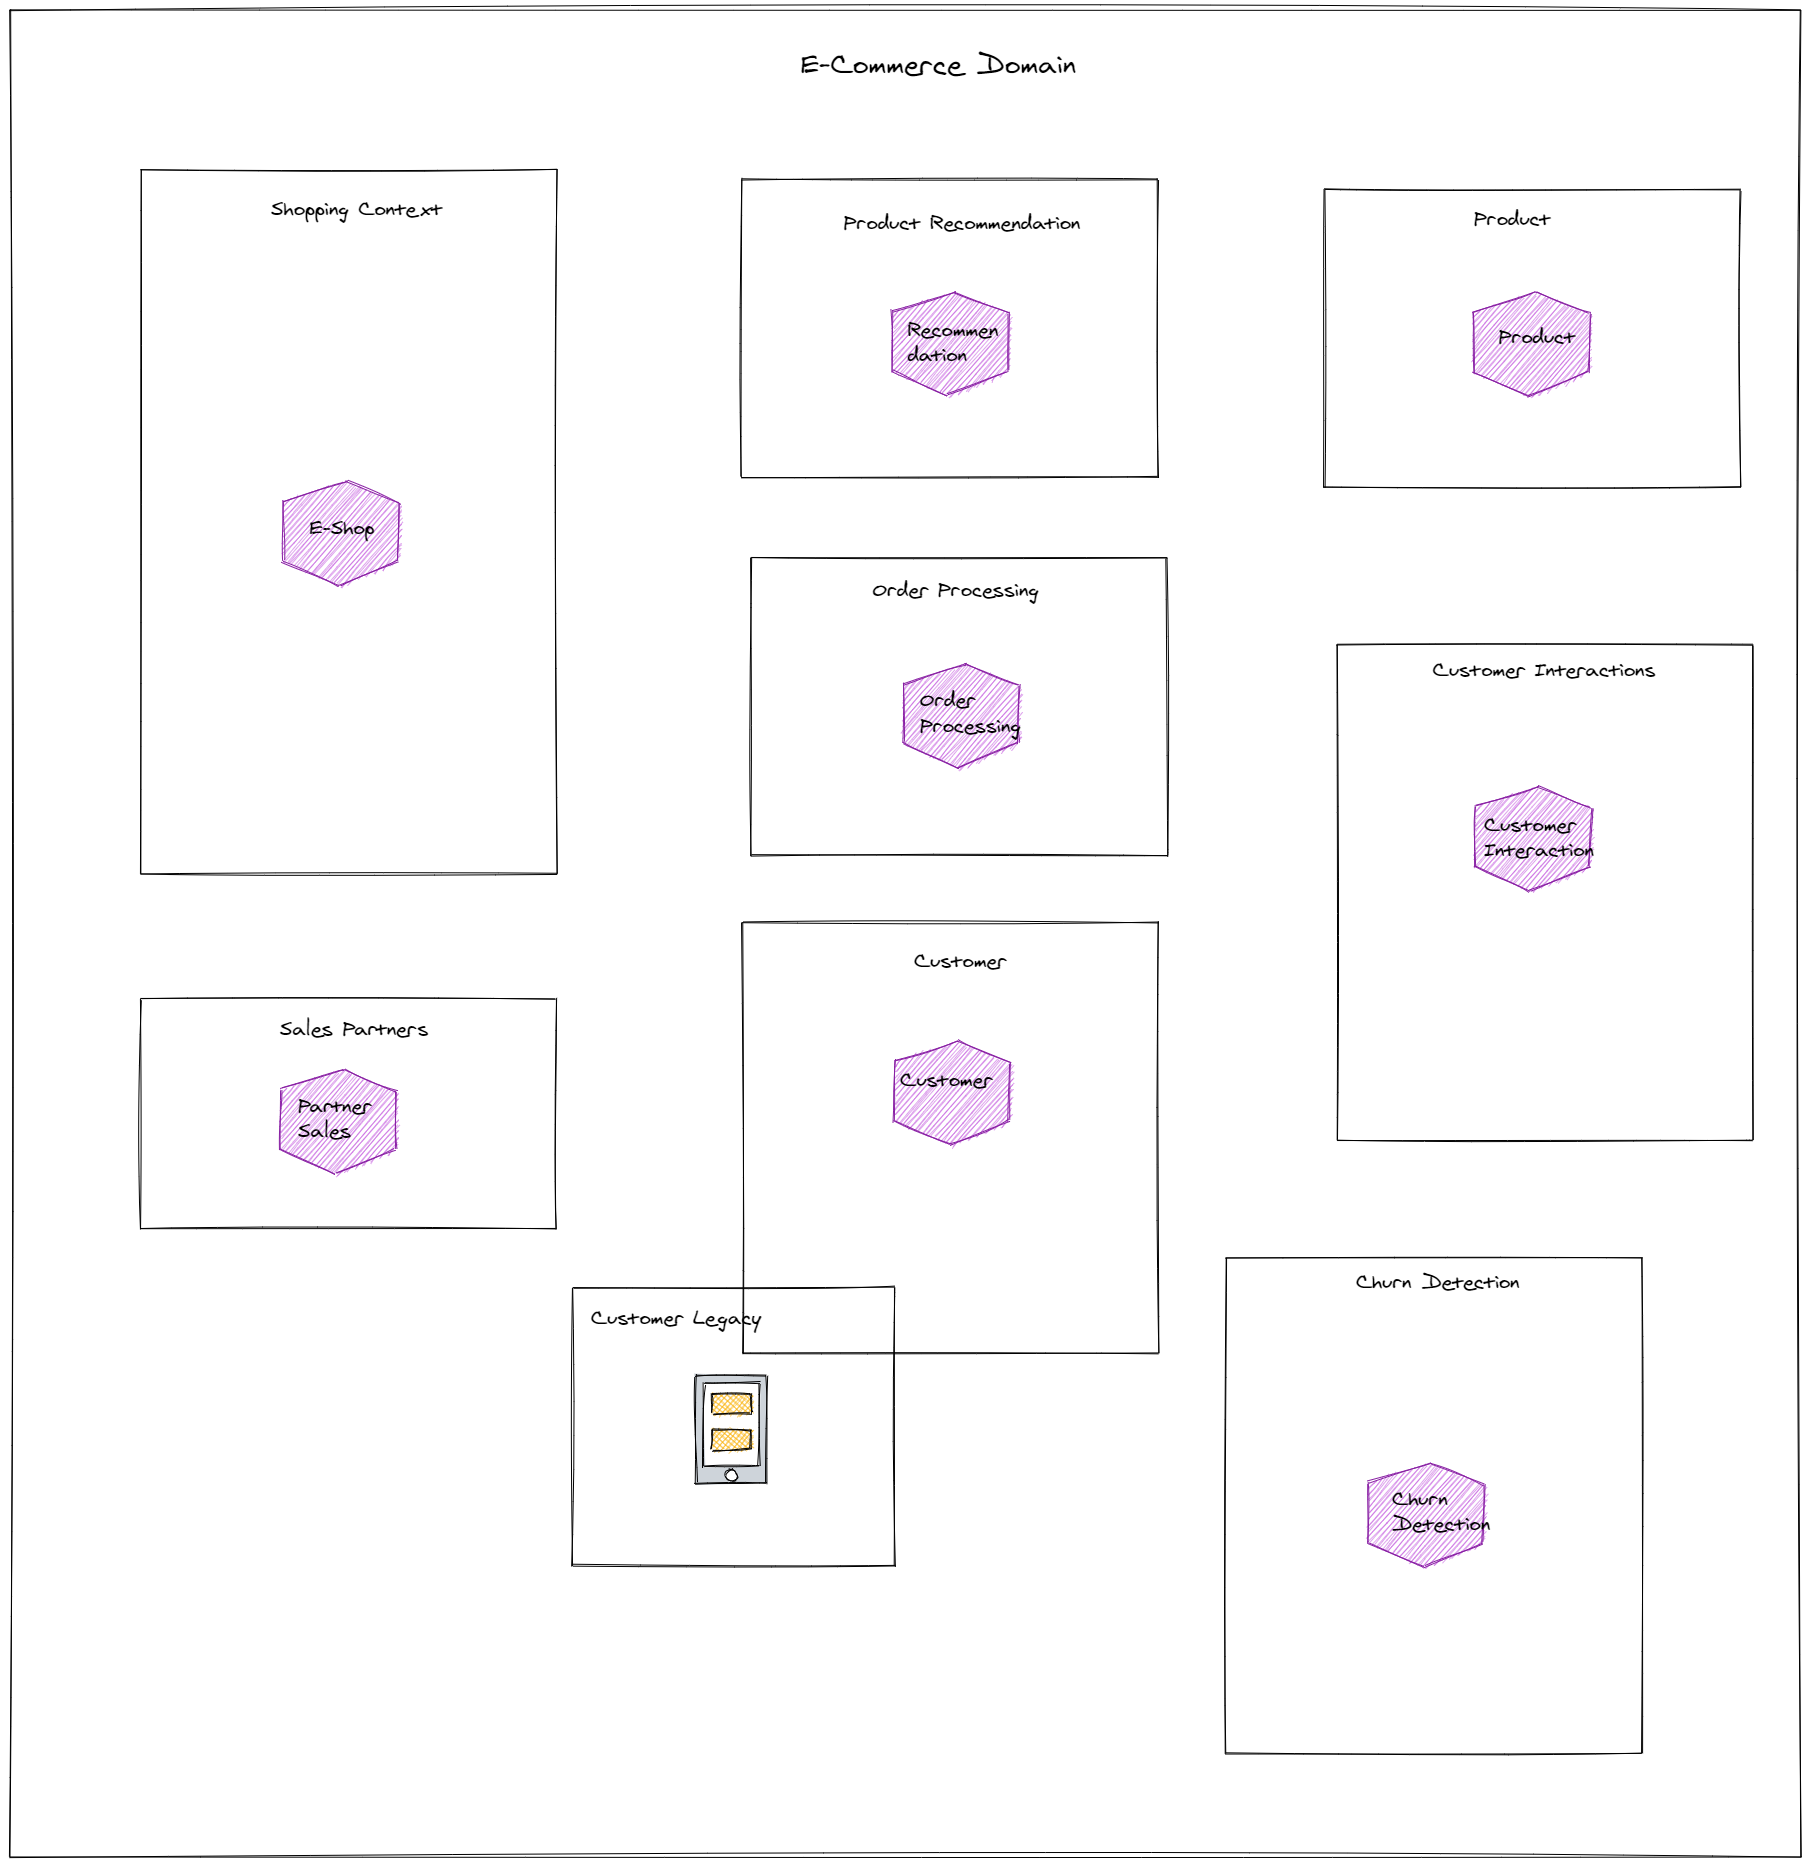 E-Commerce Domain
Shopping Context
E-Shop
Product Recommendation
Recommen
dation
Product
Product
Order Processing
Order
Processing
Customer Interactions
Customer
Interaction
Customer
Customer
Sales Partners
Partner
Sales
Customer Legacy
Churn Detection
Churn
Detection